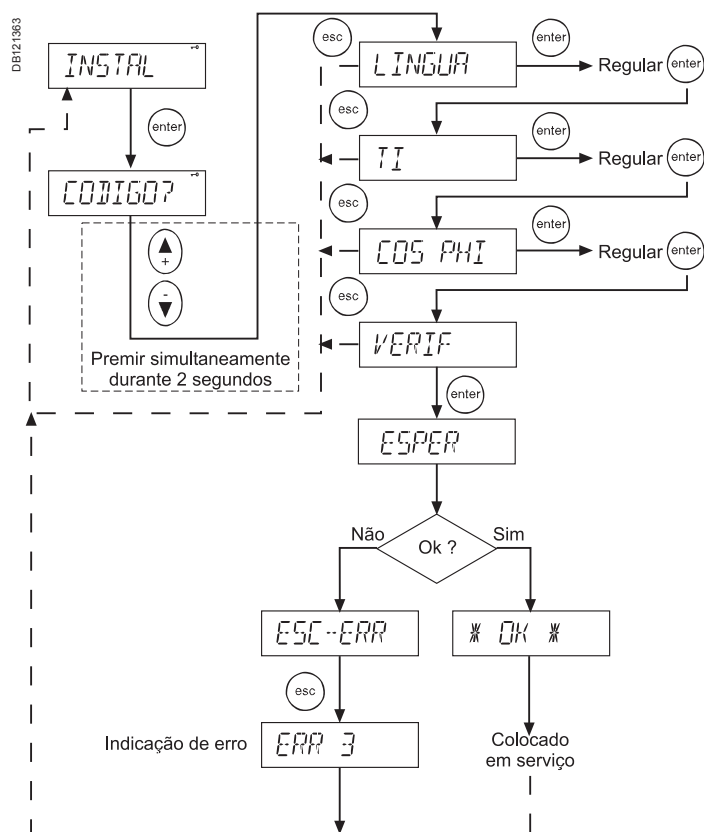 DB121363
INSTAL
enter
CODIGO?
+
-
Premir simultaneamente
durante 2 segundos
esc
LINGUA
enter
Regular
enter
esc
TI
enter
Regular
enter
esc
COS PHI
enter
Regular
enter
esc
VERIF
enter
ESPER
Não
Ok ?
Sim
ESC-ERR
* OK *
esc
Indicação de erro
ERR 3
Colocado
em serviço